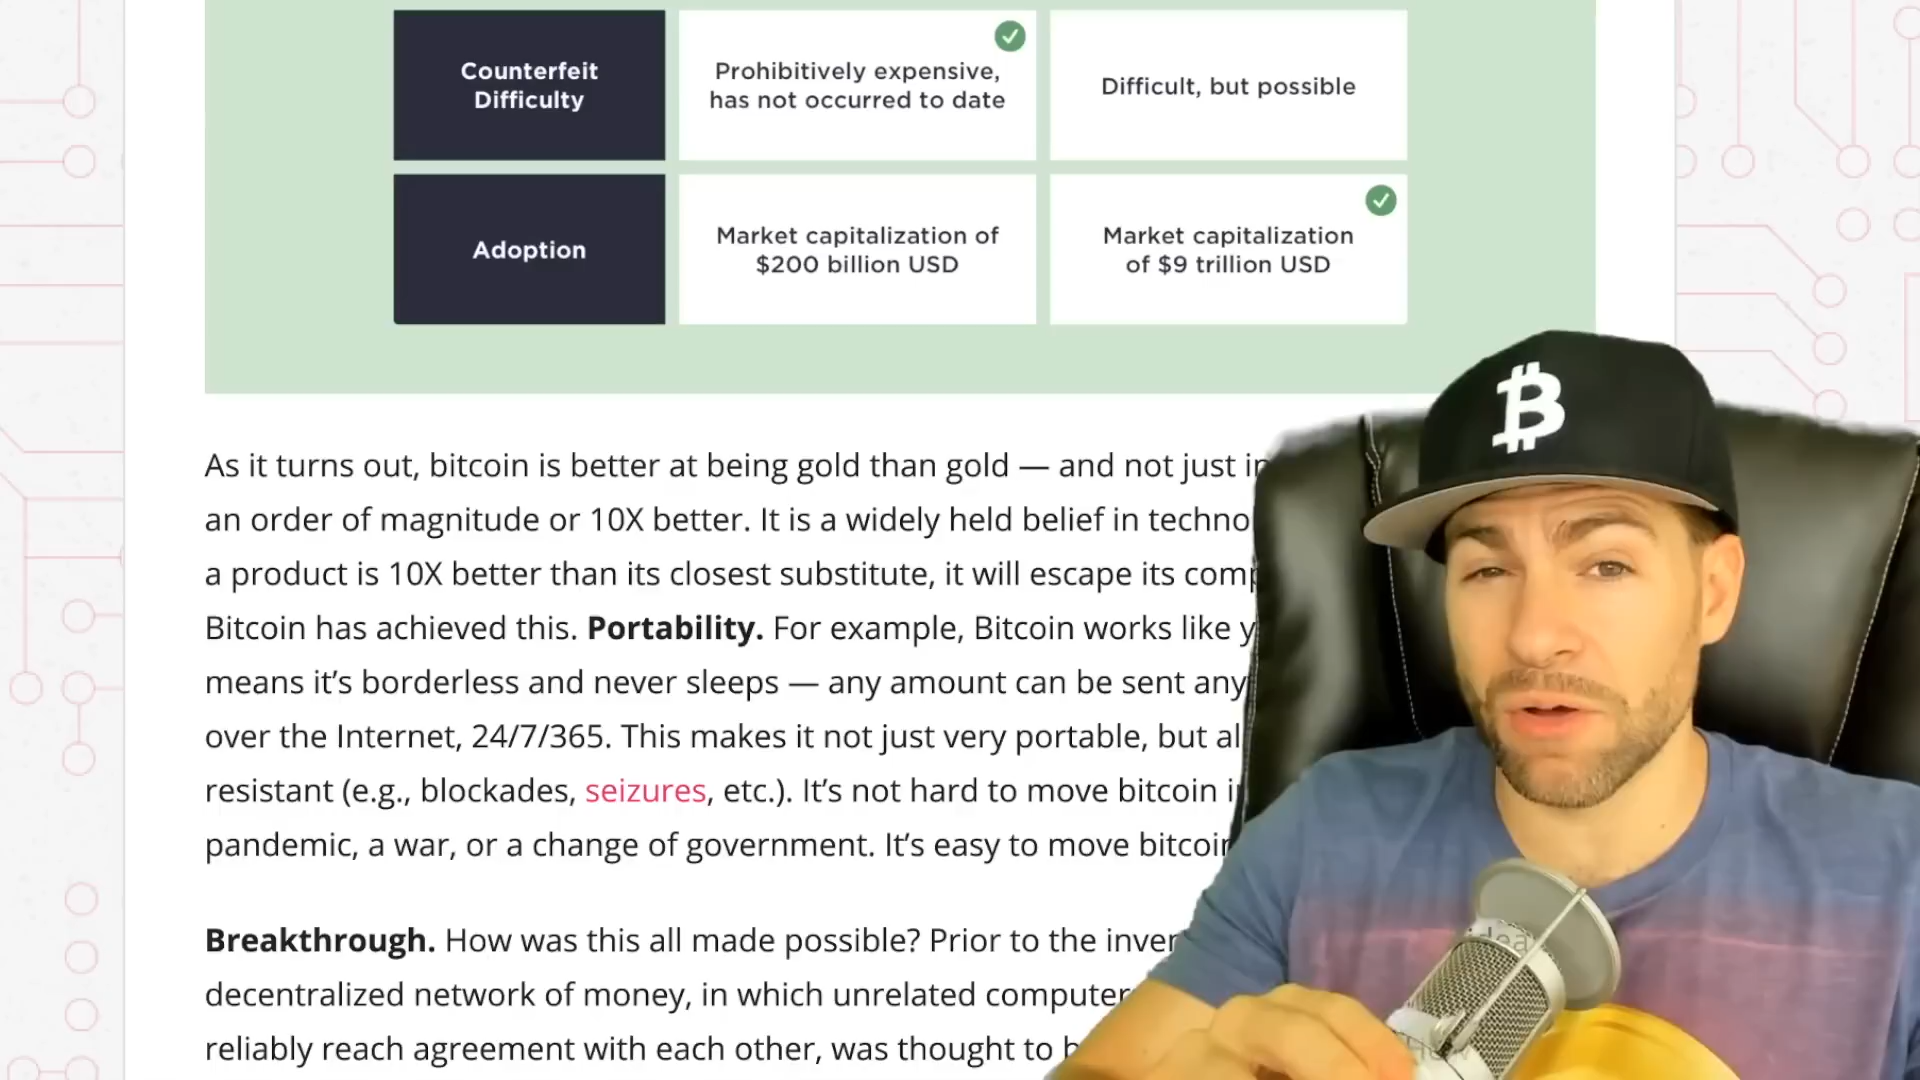 Counterfeit
Difficulty
Prohibitively expensive,
has not occurred to date
Difficult, but possible
Adoption
Market capitalization of
$200 billion USD
Market capitalization
of $9 trillion USD
As it turns out, bitcoin is better at being gold than gold — and not just
an order of magnitude or 10X better. It is a widely held belief in
a product is 10X better than its closest substitute, it will escape its
Bitcoin has achieved this. Portability. For example, Bitcoin works like
means it’s borderless and never sleeps — any amount can be sent
over the Internet, 24/7/365. This makes it not just very portable, but
resistant (e.g., blockades, seizures, etc.). It’s not hard to move bitcoin
pandemic, a war, or a change of government. It’s easy to move
Breakthrough. How was this all made possible? Prior to the
decentralized network of money, in which unrelated
reliably reach agreement with each other, was thought to
idea